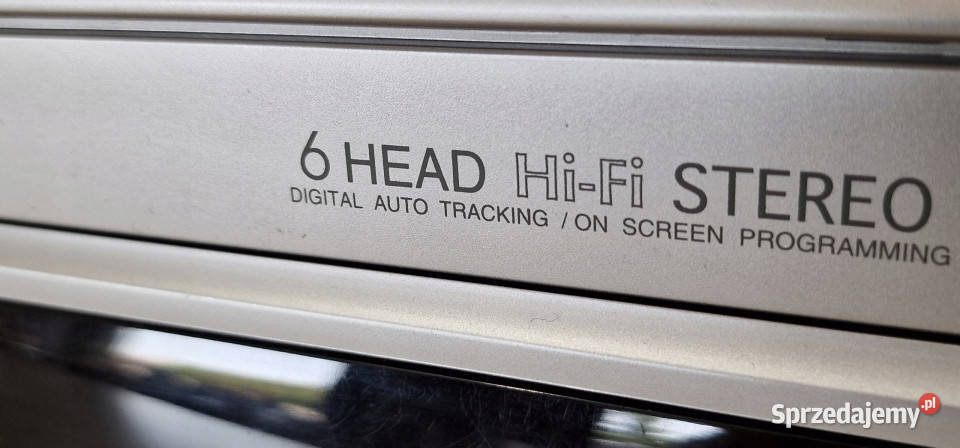 6 HEAD Hi-Fi STEREO
DIGITAL AUTO TRACKING / ON SCREEN PROGRAMMING
Sprzedajemy.pl